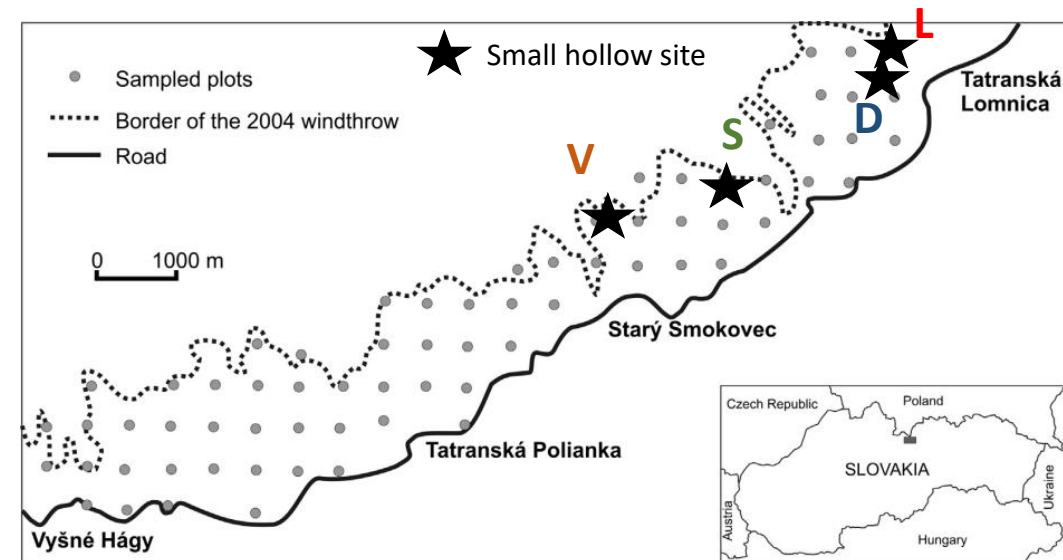 L
Small hollow site
Sampled plots
Tatranská
Lomnica
Border of the 2004 windthrow
D
S
Road
V
0 1000 m
Starý Smokovec
Tatranská Polianka
Vyšné Hágy
Czech Republic
Poland
SLOVAKIA
Ukraine
Austria
Hungary